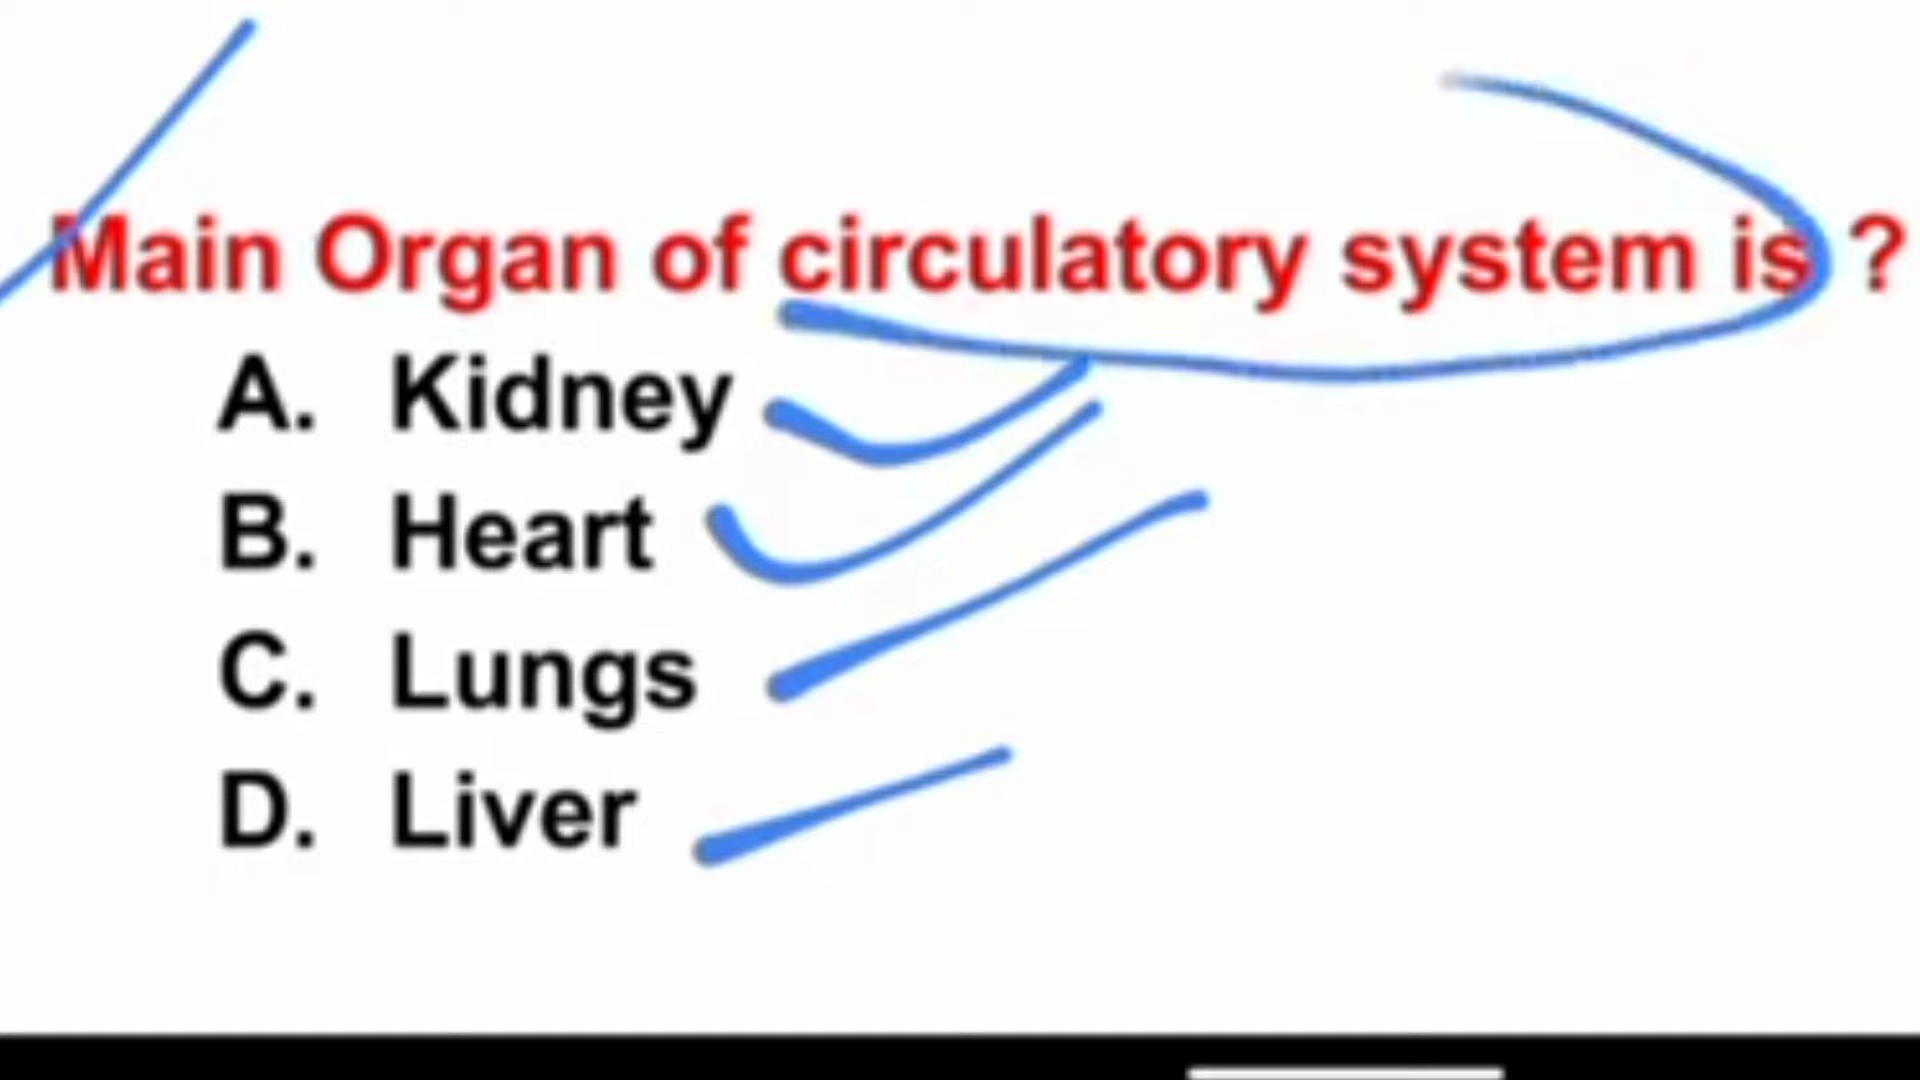 Main Organ of circulatory system is ?
A. Kidney
B. Heart
C. Lungs
D. Liver